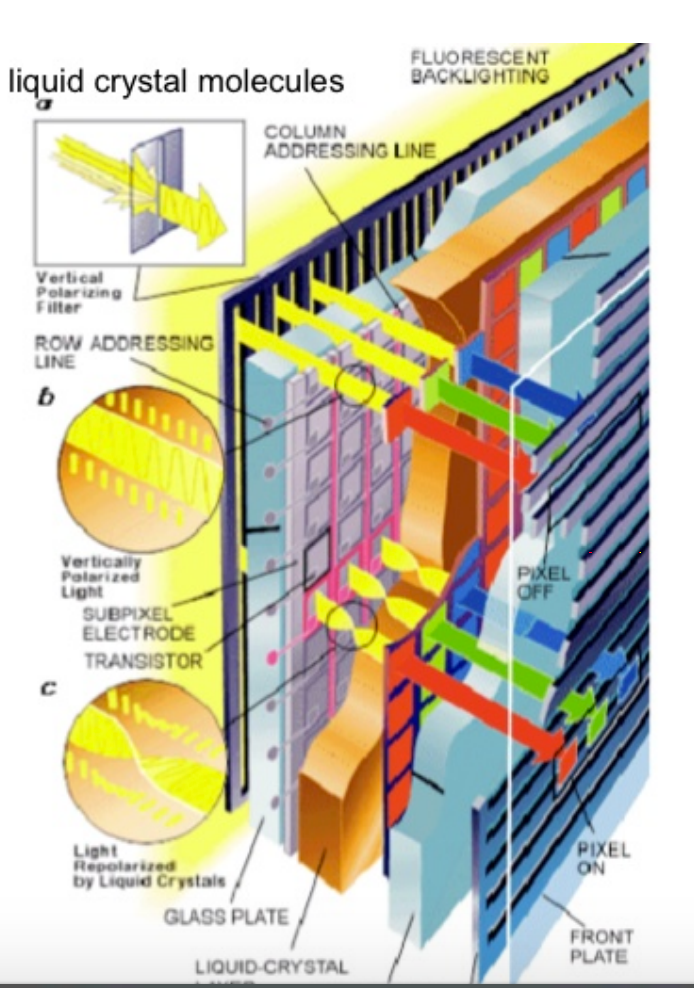 FLUORESCENT
BACKLIGHTING
liquid crystal molecules
a
COLUMN
ADDRESSING LINE
Vertical
Polarizing
Filter
ROW ADDRESSING
LINE
b
Vertically
Polarized
Light
SUBPIXEL
ELECTRODE
TRANSISTOR
PIXEL
OFF
c
Light
Repolarized
by Liquid Crystals
PIXEL
ON
GLASS PLATE
FRONT
PLATE
LIQUID-CRYSTAL
LAYER